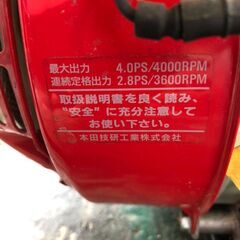 最大出力 4.0PS/4000RPM
連続定格出力 2.8PS/3600RPM
取扱説明書を良く読み、
"安全"に充分注意して
お使い下さい。
本田技研工業株式会社